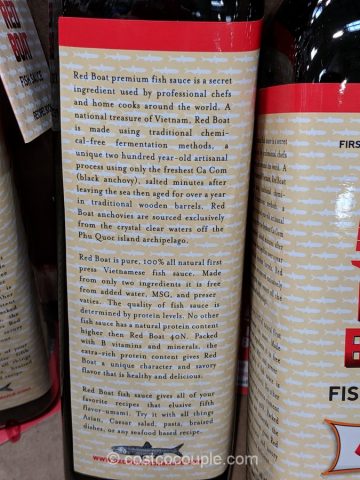 RED
BOAT
FISH SAUCE
Red Boat premium fish sauce is a secret
ingredient used by professional chefs
and home cooks around the world. A
national treasure of Vietnam, Red Boat
is made using traditional chemi-
cal-free fermentation methods, a
unique two hundred year-old artisanal
process using only the freshest Ca Com
(black anchovy), salted minutes after
leaving the sea then aged for over a year
in traditional wooden barrels. Red
Boat anchovies are sourced exclusively
from the crystal clear waters off the
Phu Quoc island archipelago.
Red Boat is pure, 100% all natural first
press Vietnamese fish sauce. Made
from only two ingredients it is free
from added water, MSG, and preser
vaties. The quality of fish sauce is
determined by protein levels. No other
fish sauce has a natural protein content
higher then Red Boat 40N. Packed
with B vitamins and minerals, the
extra-rich protein content gives Red
Boat a unique character and savory
flavor that is healthy and delicious.
Red Boat fish sauce gives all of your
favorite recipes that elusive fifth
flavor-umami. Try it with all things
Asian, Caesar salad, pasta, braised
dishes, or any seafood based recipe.
www.
costcocouple.com
FIRS
FIS